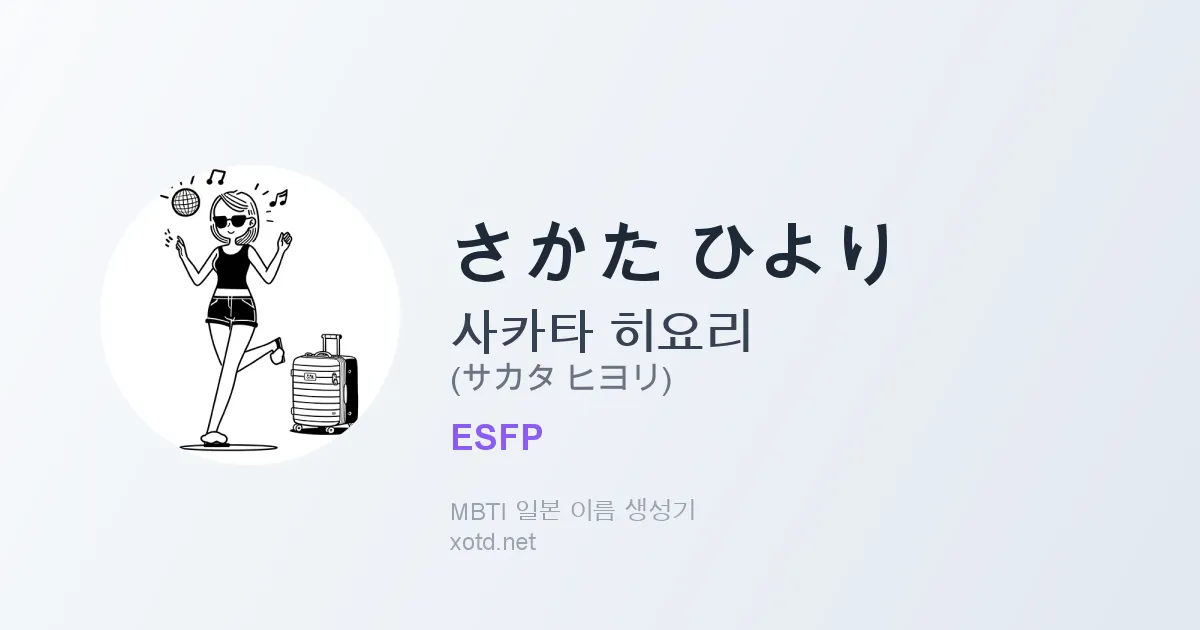 さかた ひより
사카타 히요리
(サカタ ヒヨリ)
ESFP
MBTI 일본 이름 생성기
xotd.net